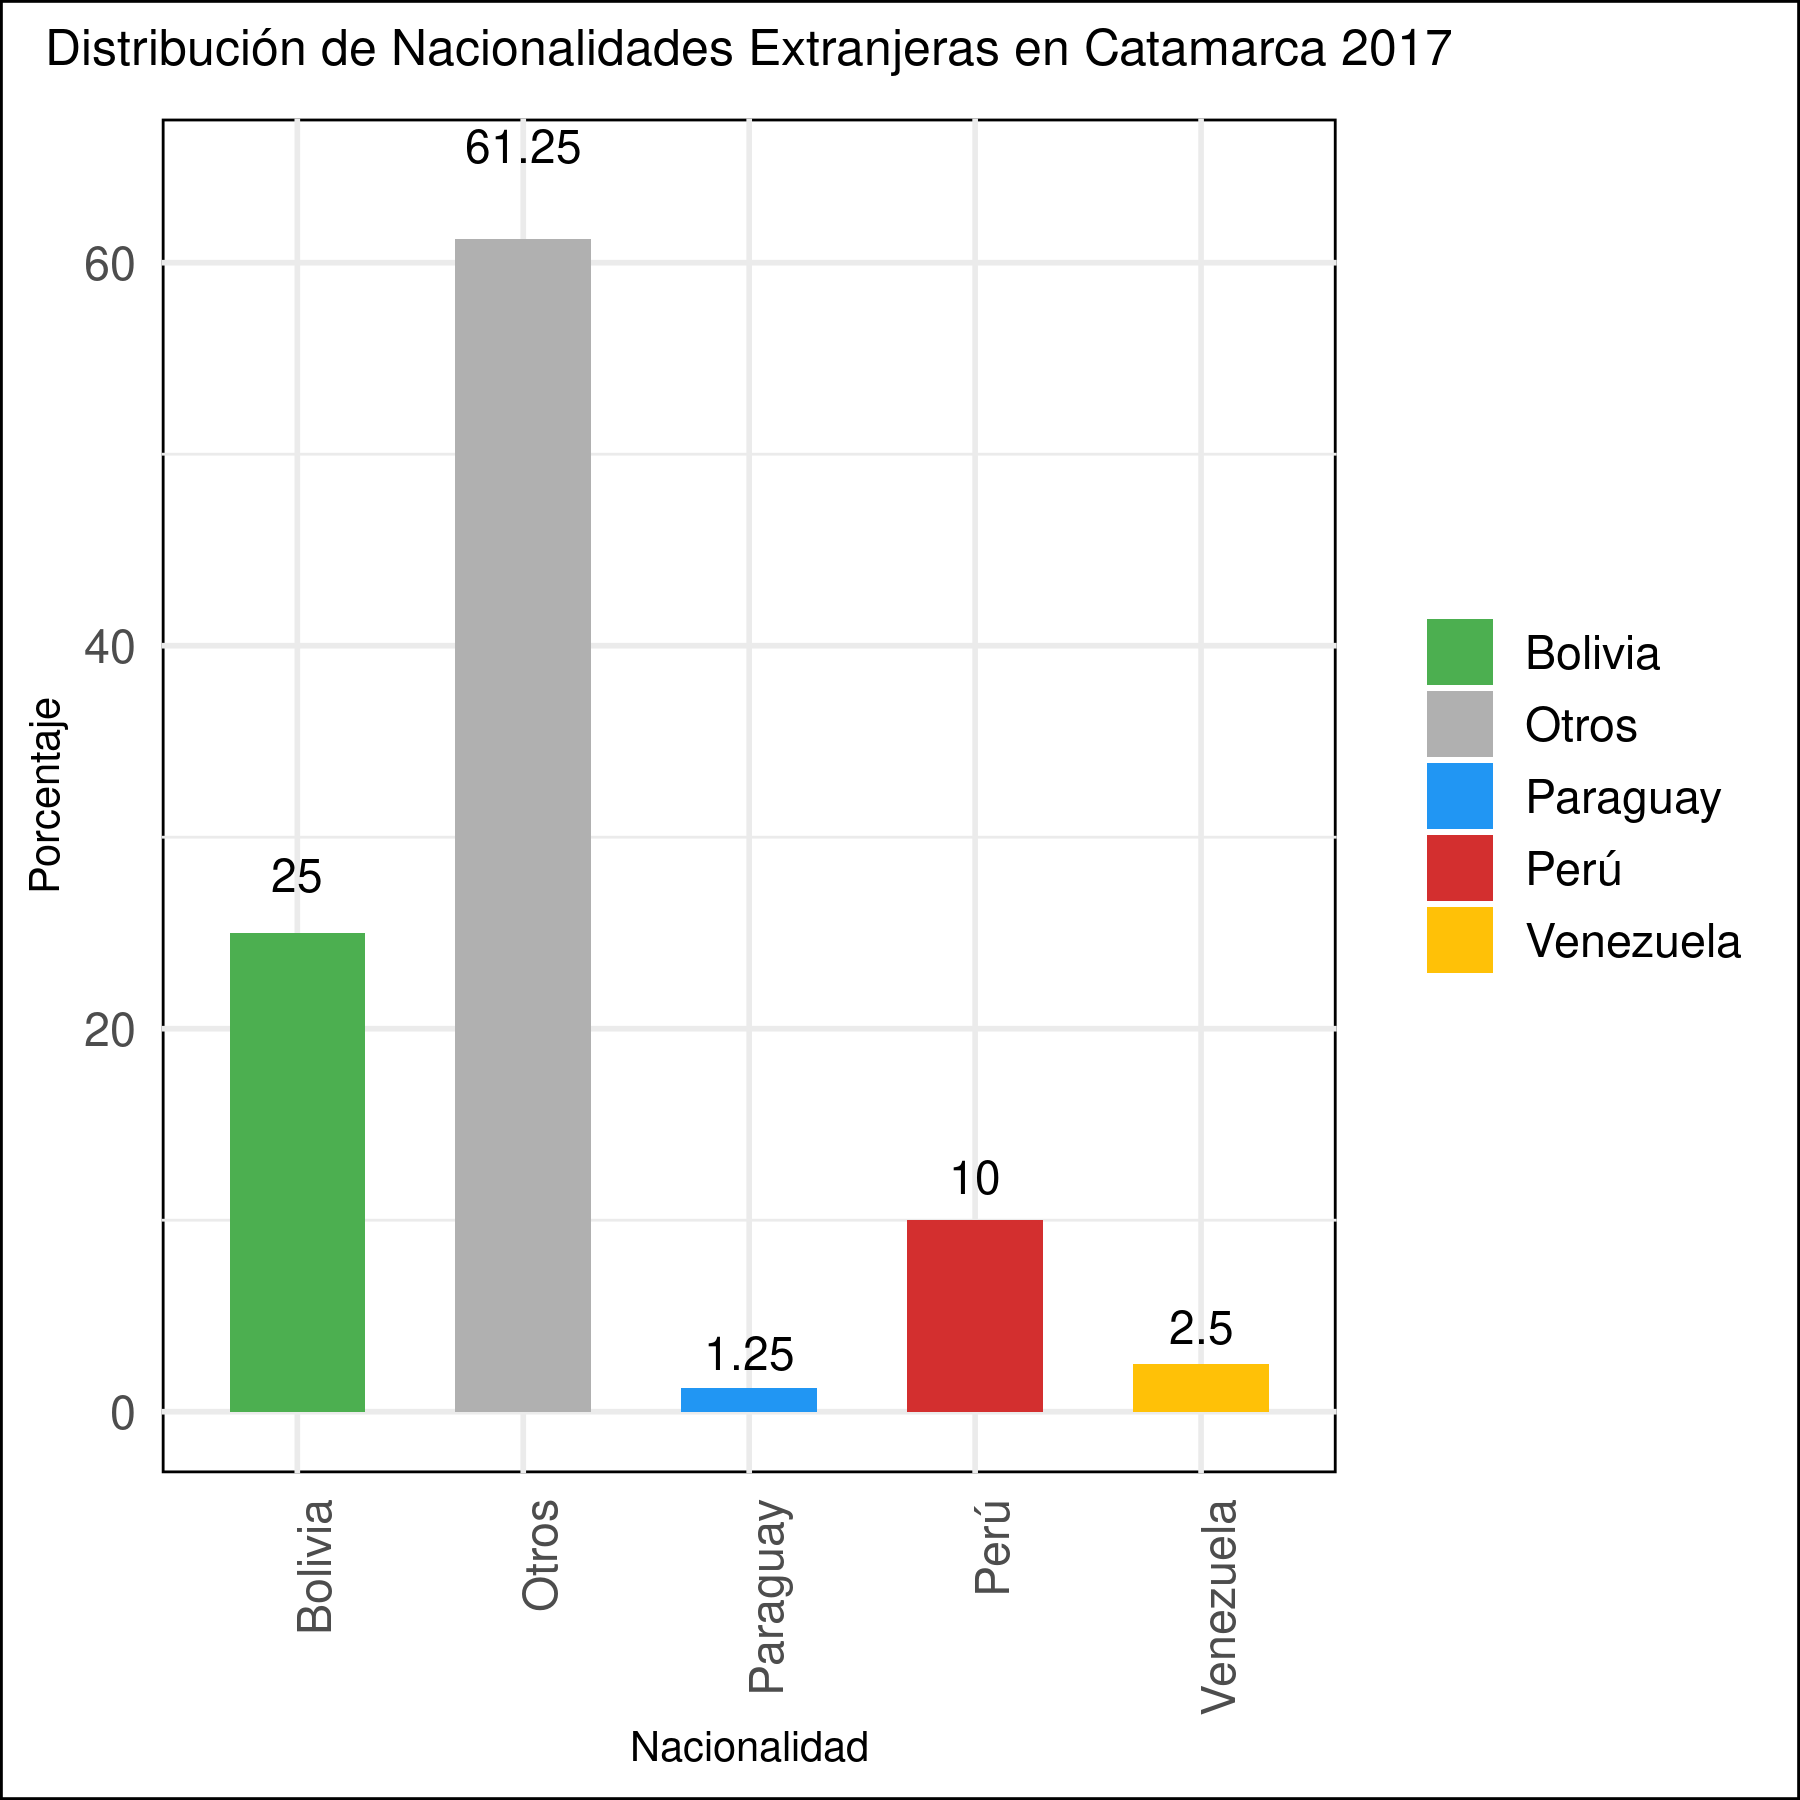 Distribución de Nacionalidades Extranjeras en Catamarca 2017
Porcentaje
60
40
20
0
25
61.25
1.25
10
2.5
Bolivia
Otros
Paraguay
Perú
Venezuela
Nacionalidad
Bolivia
Otros
Paraguay
Perú
Venezuela